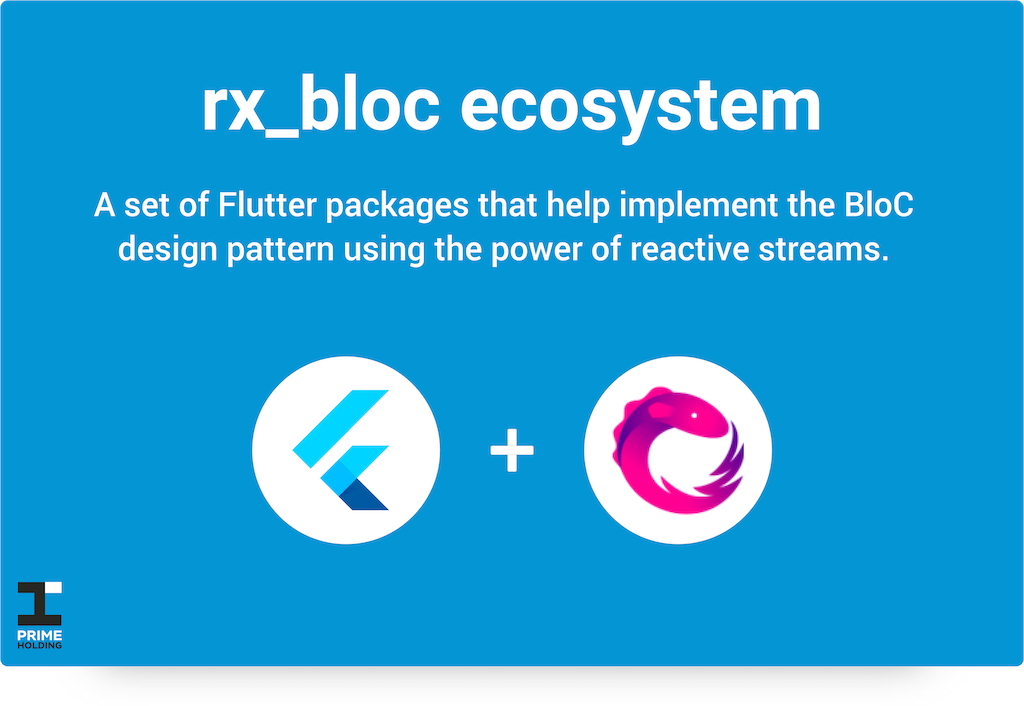 rx_bloc ecosystem
A set of Flutter packages that help implement the BloC
design pattern using the power of reactive streams.
+
PRIME
HOLDING